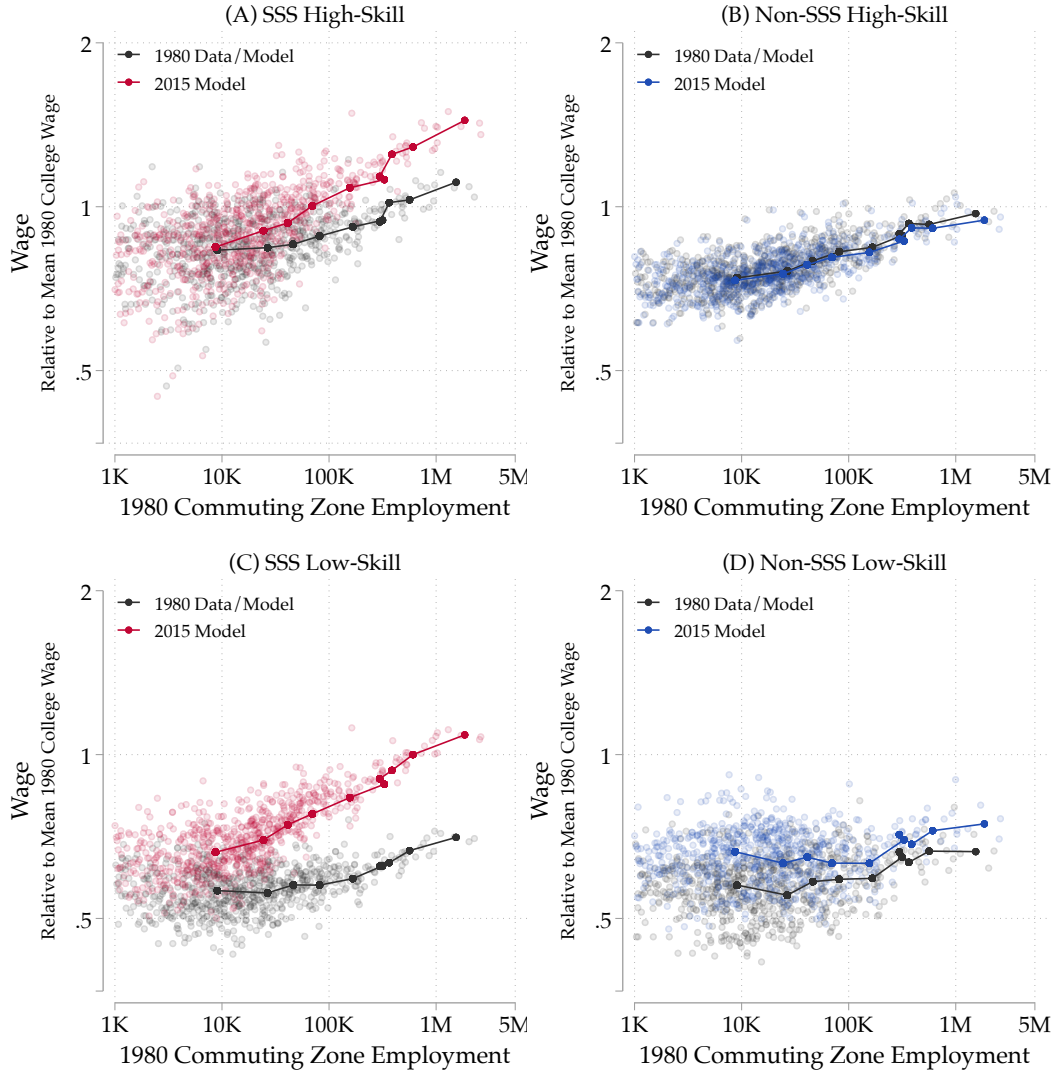 (A) SSS High-Skill
Wage
Relative to Mean 1980 College Wage
2
1
.5
1980 Data/Model
2015 Model
1K 10K 100K 1M 5M
1980 Commuting Zone Employment
(B) Non-SSS High-Skill
Wage
Relative to Mean 1980 College Wage
2
1
.5
1980 Data/Model
2015 Model
1K 10K 100K 1M 5M
1980 Commuting Zone Employment
(C) SSS Low-Skill
Wage
Relative to Mean 1980 College Wage
2
1
.5
1980 Data/Model
2015 Model
1K 10K 100K 1M 5M
1980 Commuting Zone Employment
(D) Non-SSS Low-Skill
Wage
Relative to Mean 1980 College Wage
2
1
.5
1980 Data/Model
2015 Model
1K 10K 100K 1M 5M
1980 Commuting Zone Employment